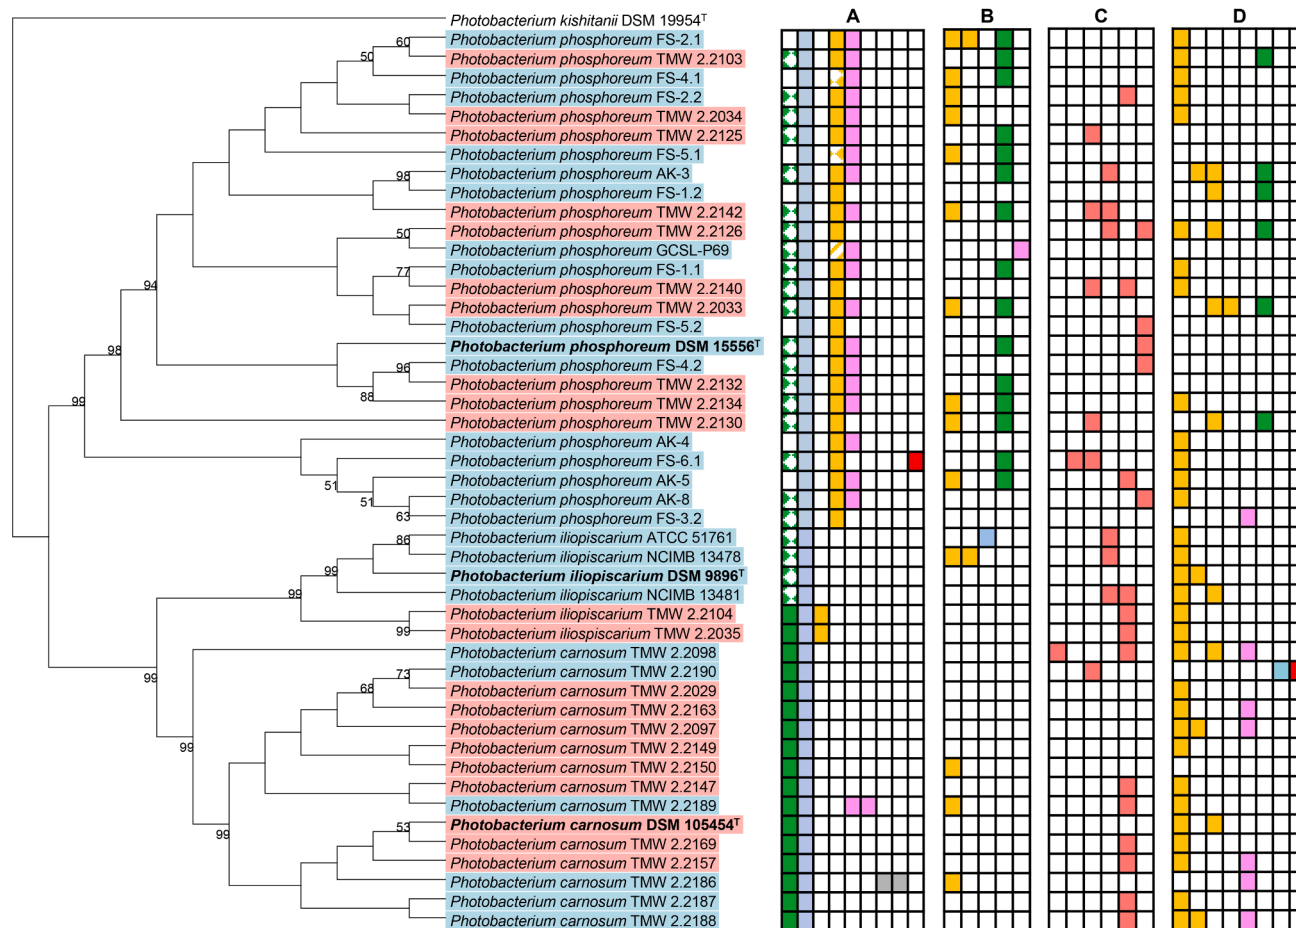 A B C D
Photobacterium kishitanii DSM 19954ᵀ
60 Photobacterium phosphoreum FS-2.1
50 Photobacterium phosphoreum TMW 2.2103
Photobacterium phosphoreum FS-4.1
Photobacterium phosphoreum FS-2.2
Photobacterium phosphoreum TMW 2.2034
Photobacterium phosphoreum TMW 2.2125
Photobacterium phosphoreum FS-5.1
98 Photobacterium phosphoreum AK-3
Photobacterium phosphoreum FS-1.2
Photobacterium phosphoreum TMW 2.2142
50 Photobacterium phosphoreum TMW 2.2126
Photobacterium phosphoreum GCSL-P69
77 Photobacterium phosphoreum FS-1.1
94 Photobacterium phosphoreum TMW 2.2140
Photobacterium phosphoreum TMW 2.2033
Photobacterium phosphoreum FS-5.2
98 Photobacterium phosphoreum DSM 15556ᵀ
96 Photobacterium phosphoreum FS-4.2
Photobacterium phosphoreum TMW 2.2132
99 88 Photobacterium phosphoreum TMW 2.2134
Photobacterium phosphoreum TMW 2.2130
Photobacterium phosphoreum AK-4
Photobacterium phosphoreum FS-6.1
51 Photobacterium phosphoreum AK-5
51 Photobacterium phosphoreum AK-8
63 Photobacterium phosphoreum FS-3.2
86 Photobacterium iliopiscarium ATCC 51761
Photobacterium iliopiscarium NCIMB 13478
99 Photobacterium iliopiscarium DSM 9896ᵀ
99 Photobacterium iliopiscarium NCIMB 13481
Photobacterium iliopiscarium TMW 2.2104
99 Photobacterium iliospiscarium TMW 2.2035
Photobacterium carnosum TMW 2.2098
99 73 Photobacterium carnosum TMW 2.2190
68 Photobacterium carnosum TMW 2.2029
Photobacterium carnosum TMW 2.2163
Photobacterium carnosum TMW 2.2097
99 Photobacterium carnosum TMW 2.2149
Photobacterium carnosum TMW 2.2150
Photobacterium carnosum TMW 2.2147
Photobacterium carnosum TMW 2.2189
99 53 Photobacterium carnosum DSM 105454ᵀ
Photobacterium carnosum TMW 2.2169
Photobacterium carnosum TMW 2.2157
Photobacterium carnosum TMW 2.2186
Photobacterium carnosum TMW 2.2187
Photobacterium carnosum TMW 2.2188